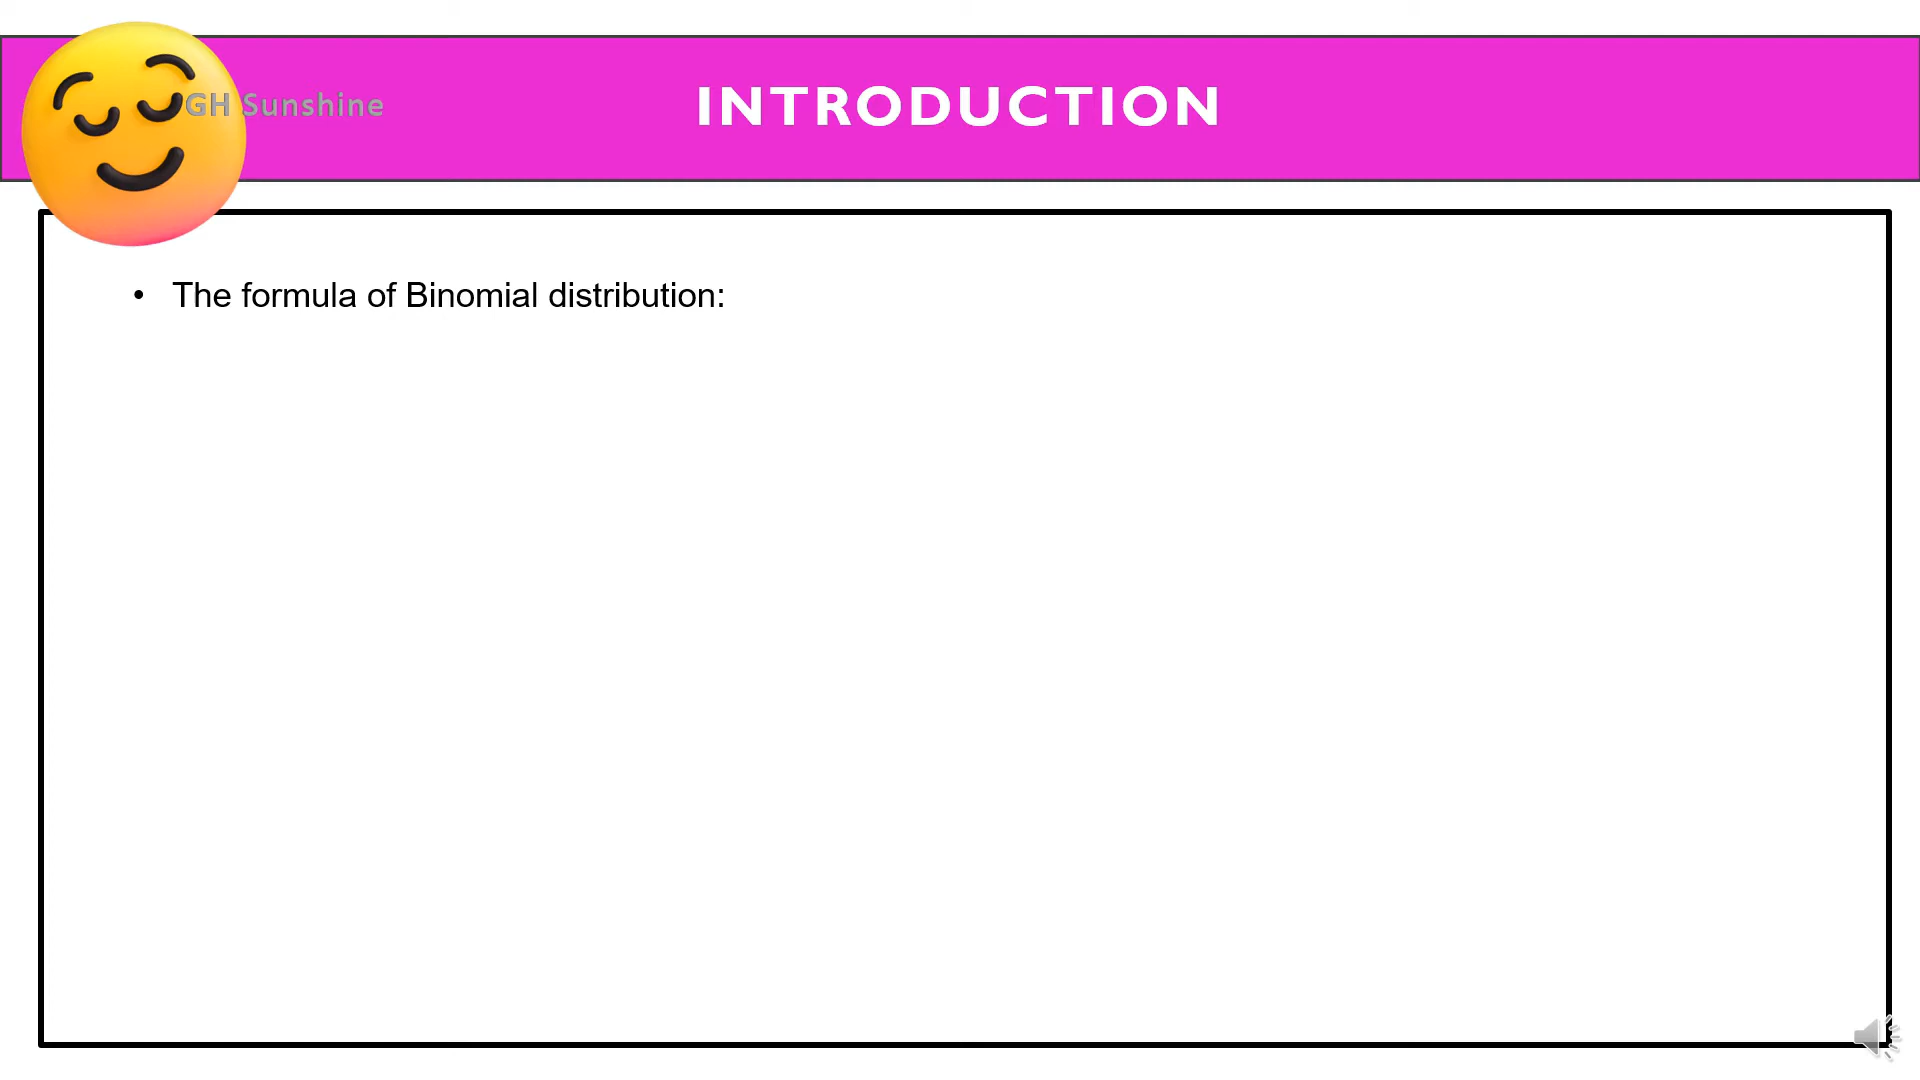 GH Sunshine
INTRODUCTION
• The formula of Binomial distribution: